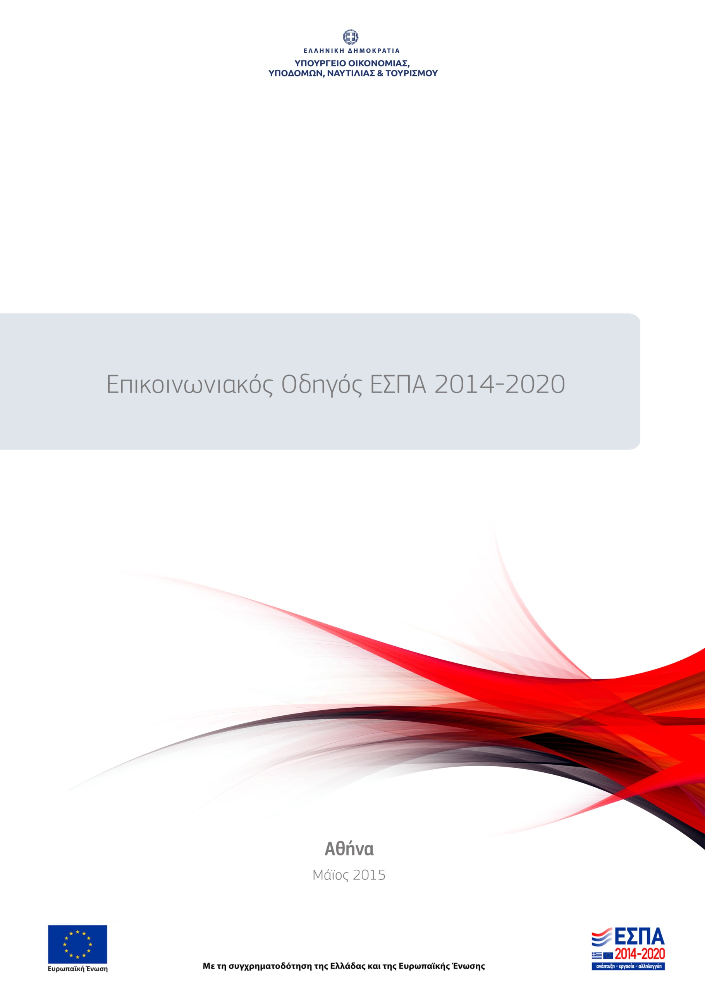 ΕΛΛΗΝΙΚΗ ΔΗΜΟΚΡΑΤΙΑ
ΥΠΟΥΡΓΕΙΟ ΟΙΚΟΝΟΜΙΑΣ,
ΥΠΟΔΟΜΩΝ, ΝΑΥΤΙΛΙΑΣ & ΤΟΥΡΙΣΜΟΥ
Επικοινωνιακός Οδηγός ΕΣΠΑ 2014-2020
Αθήνα
Μάϊος 2015
Ευρωπαϊκή Ένωση
Με τη συγχρηματοδότηση της Ελλάδας και της Ευρωπαϊκής Ένωσης
ΕΣΠΑ
2014-2020
ανάπτυξη - εργασία - αλληλεγγύη